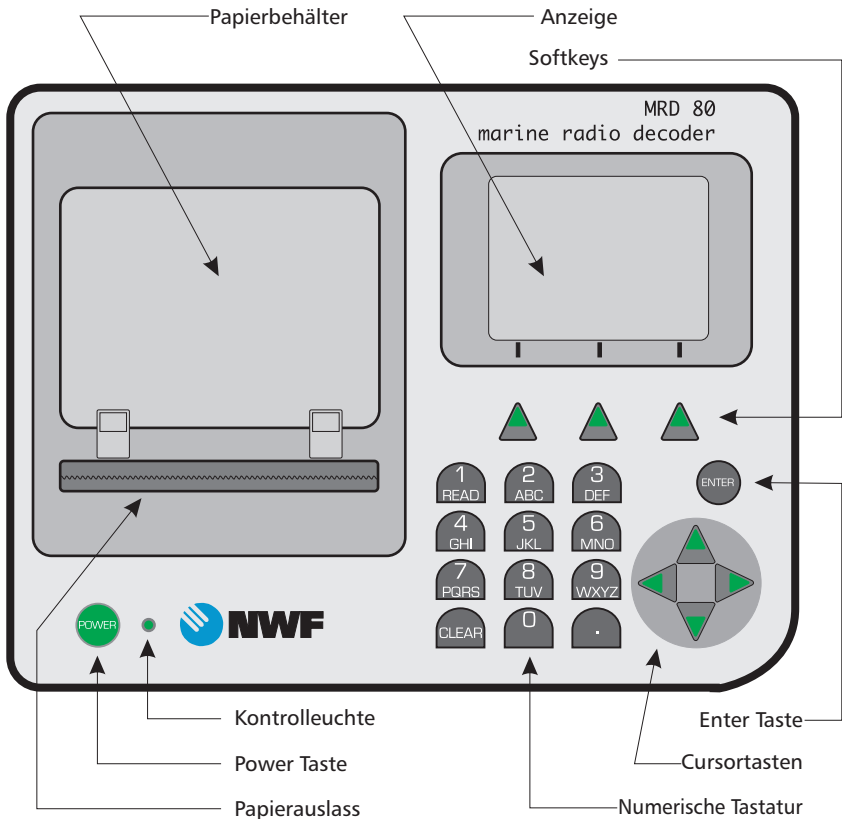 Papierbehälter
Anzeige
Softkeys
MRD 80
marine radio decoder
1
READ
2
ABC
3
DEF
ENTER
4
GHI
5
JKL
6
MNO
7
PQRS
8
TUV
9
WXYZ
POWER
NWF
CLEAR
0
.
Kontrolleuchte
Enter Taste
Power Taste
Cursortasten
Papierauslass
Numerische Tastatur